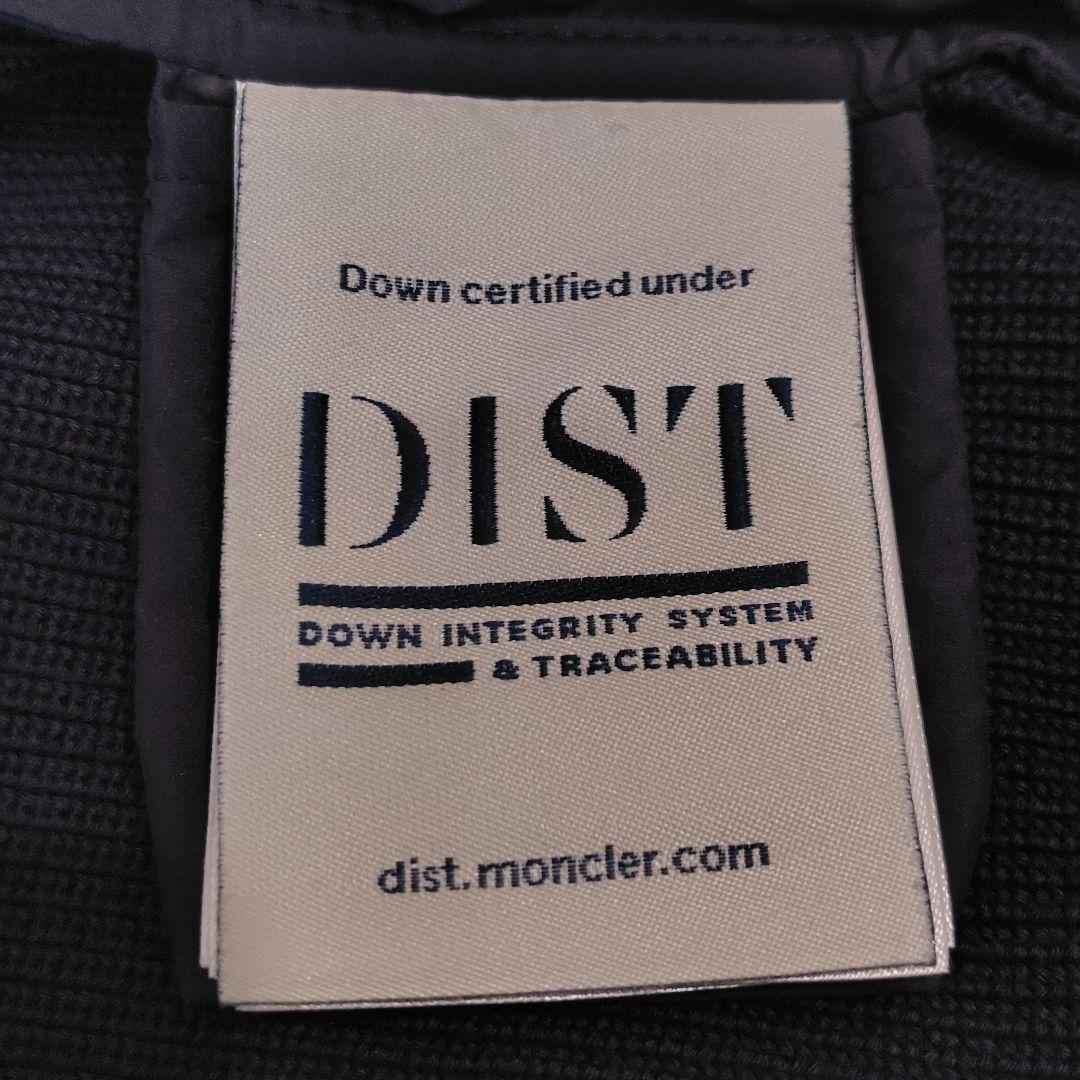 Down certified under
DIST
DOWN INTEGRITY SYSTEM
& TRACEABILITY
dist.moncler.com